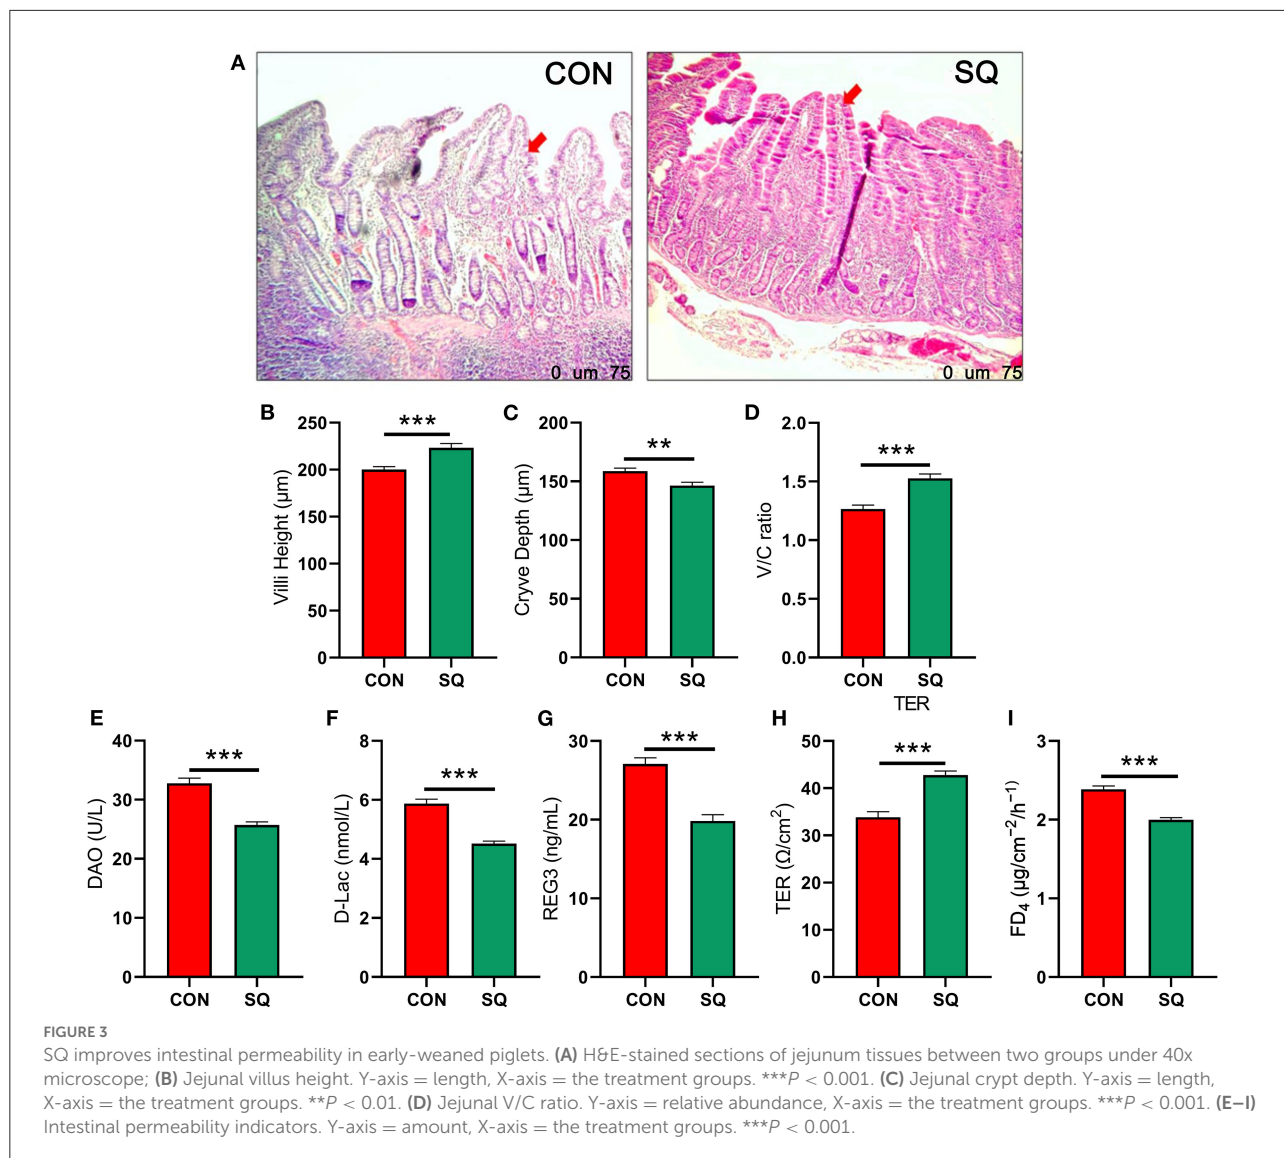 A
CON
SQ
0 um 75
0 um 75
B
***
250
200
150
100
50
0
Villi Height (μm)
CON SQ
C
**
200
150
100
50
0
Cryve Depth (μm)
CON SQ
D
***
2.0
1.5
1.0
0.5
0.0
V/C ratio
CON SQ
E
***
40
30
20
10
0
DAO (U/L)
CON SQ
F
***
8
6
4
2
0
D-Lac (nmol/L)
CON SQ
G
***
30
20
10
0
REG3 (ng/mL)
CON SQ
H
TER
***
50
40
30
20
10
0
TER (Ω/cm²)
CON SQ
I
***
3
2
1
0
FD₄ (μg/cm⁻²/h⁻¹)
CON SQ
FIGURE 3
SQ improves intestinal permeability in early-weaned piglets. (A) H&E-stained sections of jejunum tissues between two groups under 40x
microscope; (B) Jejunal villus height. Y-axis = length, X-axis = the treatment groups. ***P < 0.001. (C) Jejunal crypt depth. Y-axis = length,
X-axis = the treatment groups. **P < 0.01. (D) Jejunal V/C ratio. Y-axis = relative abundance, X-axis = the treatment groups. ***P < 0.001. (E–I)
Intestinal permeability indicators. Y-axis = amount, X-axis = the treatment groups. ***P < 0.001.